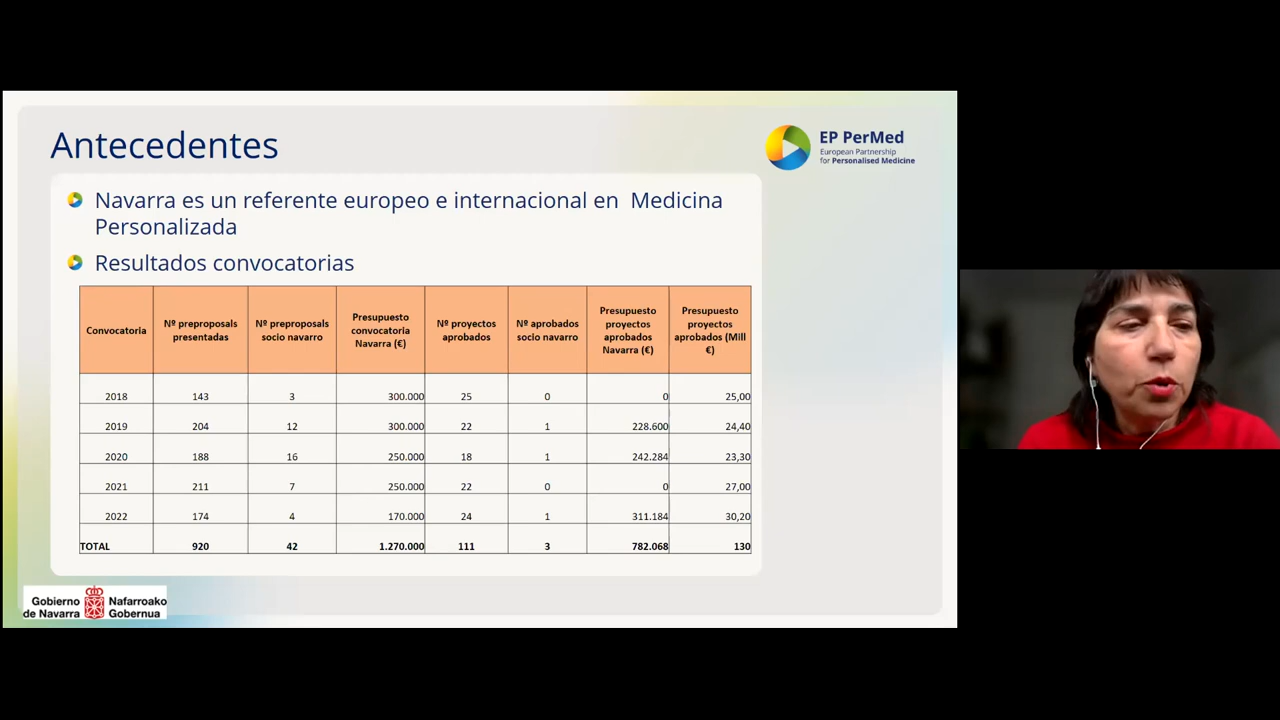 Antecedentes
EP PerMed
European Partnership
for Personalised Medicine
Navarra es un referente europeo e internacional en Medicina
Personalizada
Resultados convocatorias
Convocatoria
Nº preproposals
presentadas
Nº preproposals
socio navarro
Presupuesto
convocatoria
Navarra (€)
Nº proyectos
aprobados
Nº aprobados
socio navarro
Presupuesto
proyectos
aprobados
Navarra (€)
Presupuesto
proyectos
aprobados (Mill
€)
2018 143 3 300.000 25 0 0 25,00
2019 204 12 300.000 22 1 228.600 24,40
2020 188 16 250.000 18 1 242.284 23,30
2021 211 7 250.000 22 0 0 27,00
2022 174 4 170.000 24 1 311.184 30,20
TOTAL 920 42 1.270.000 111 3 782.068 130
Gobierno
de Navarra
Nafarroako
Gobernua